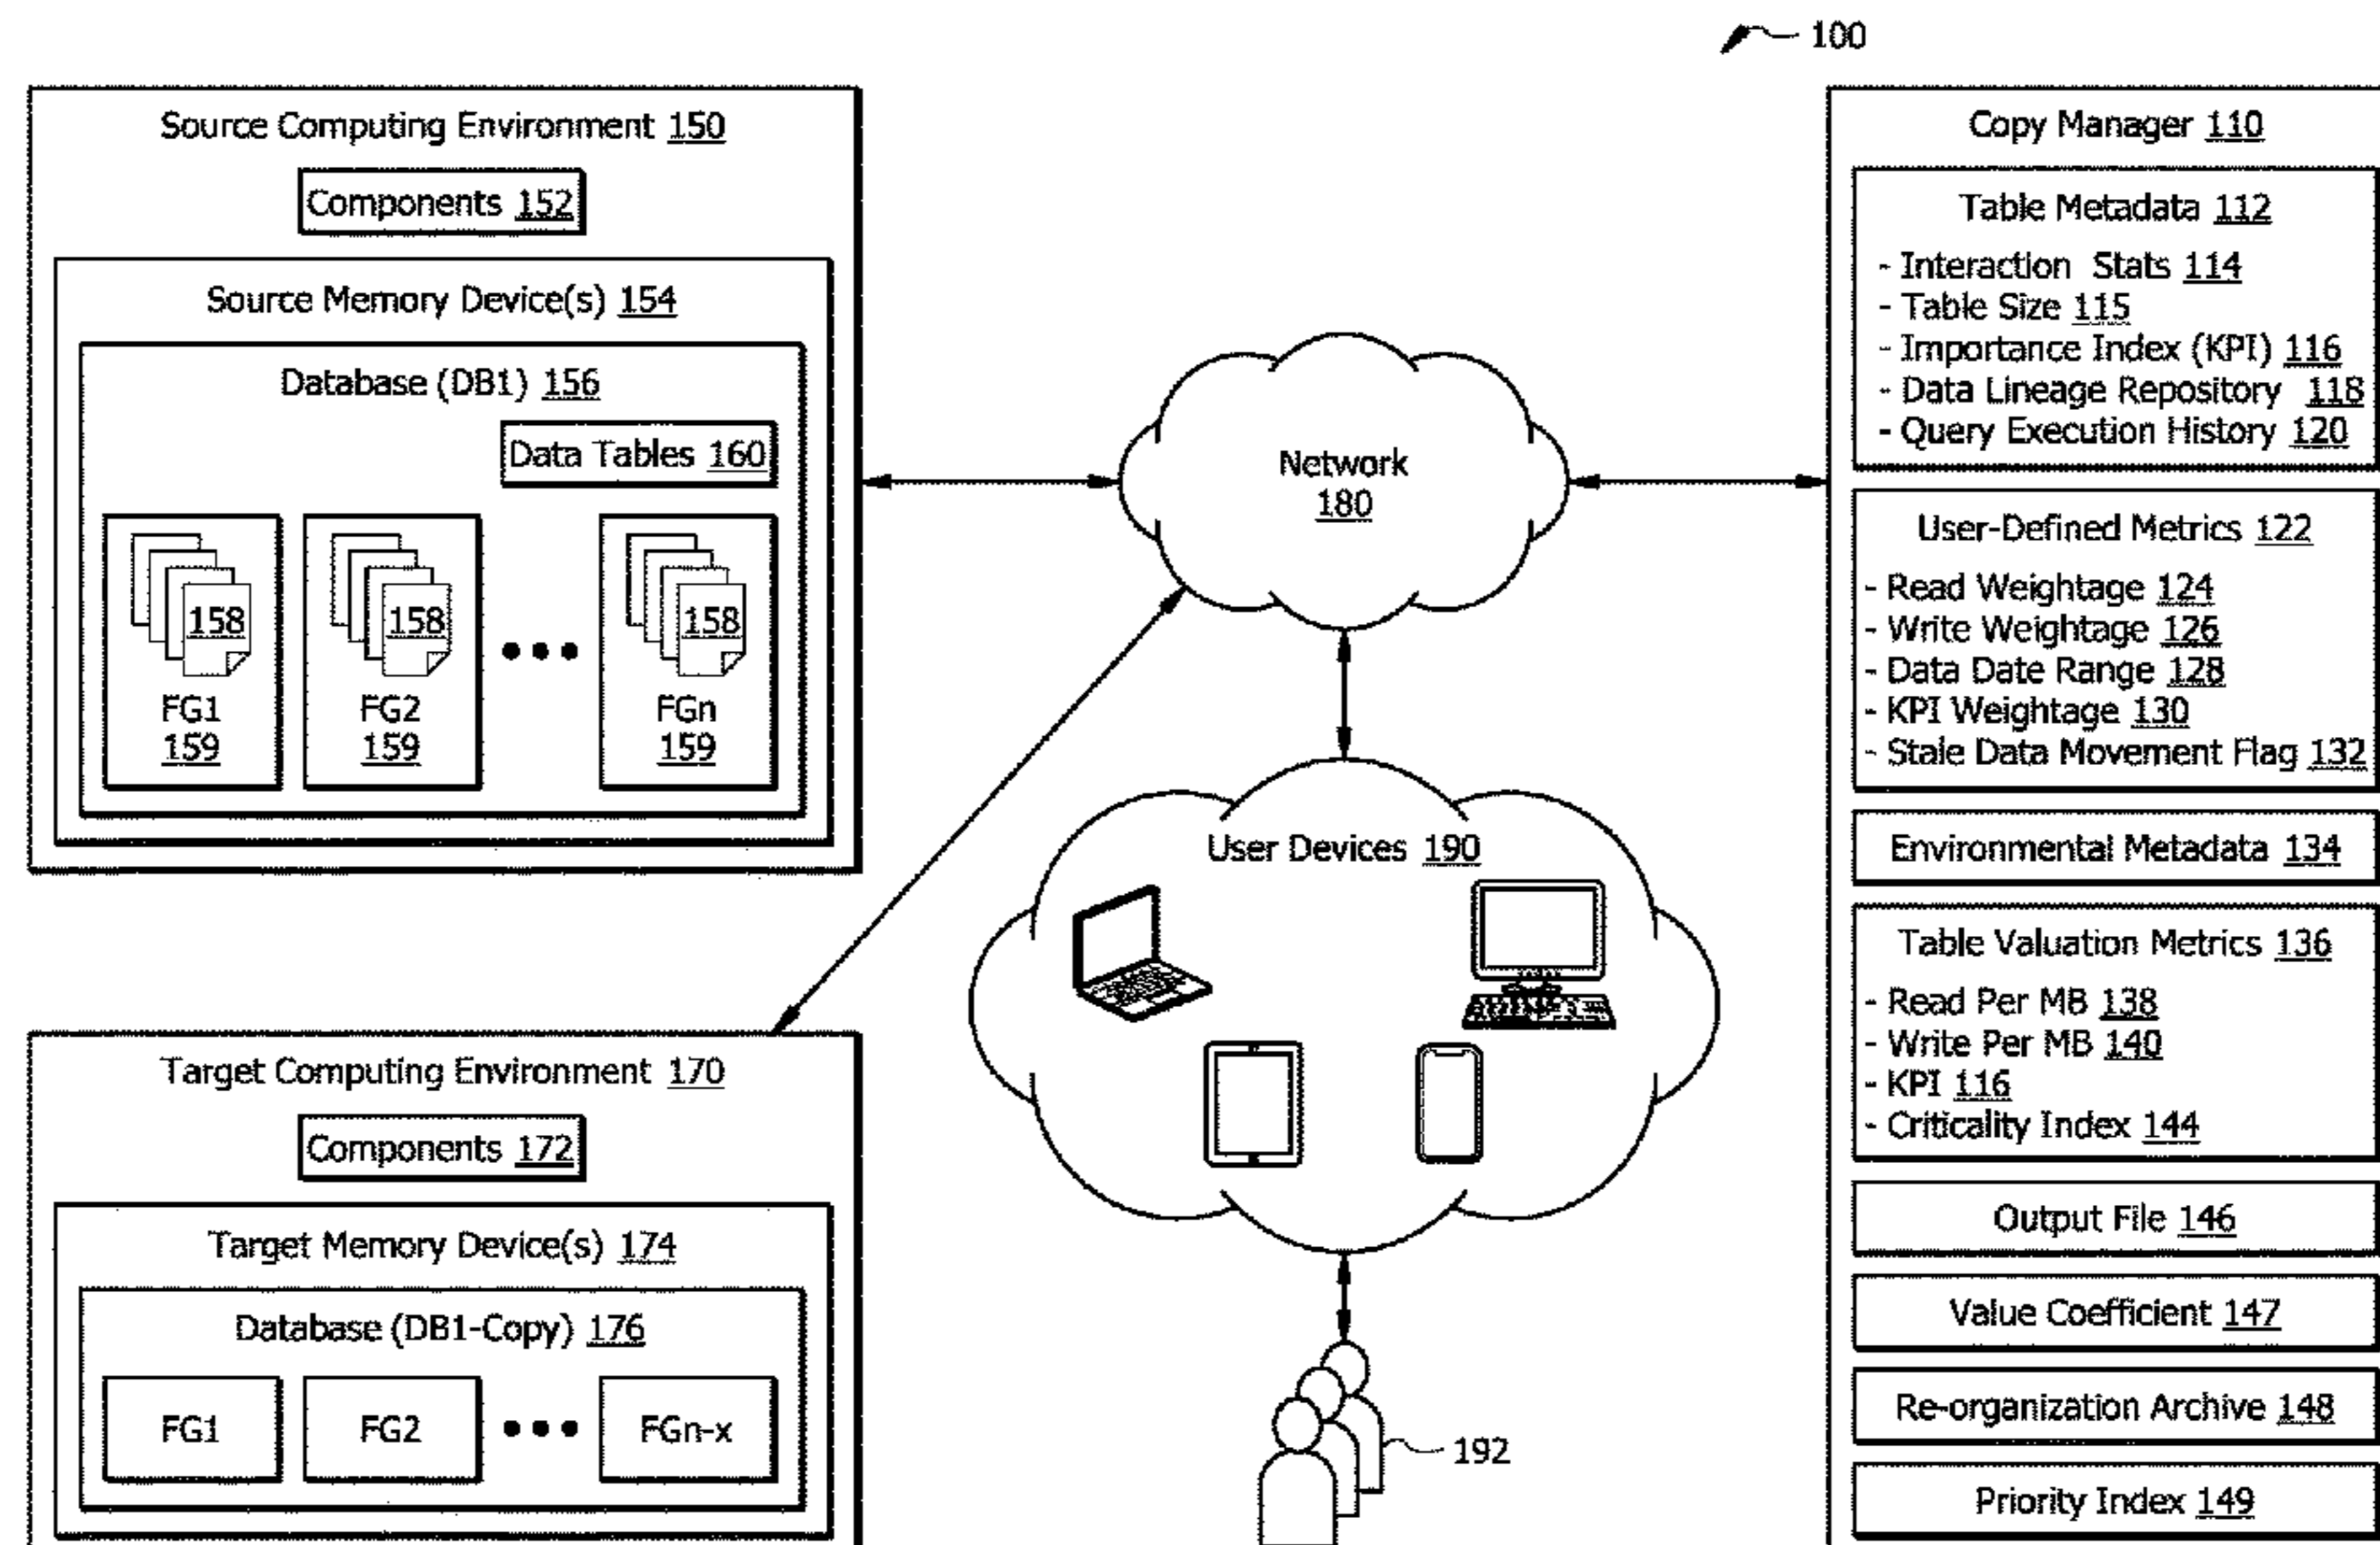 100
Source Computing Environment 150
Components 152
Source Memory Device(s) 154
Database (DB1) 156
Data Tables 160
158
FG1
159
158
FG2
159
158
FGn
159
Target Computing Environment 170
Components 172
Target Memory Device(s) 174
Database (DB1-Copy) 176
FG1
FG2
FGn-x
Network
180
User Devices 190
192
Copy Manager 110
Table Metadata 112
- Interaction Stats 114
- Table Size 115
- Importance Index (KPI) 116
- Data Lineage Repository 118
- Query Execution History 120
User-Defined Metrics 122
- Read Weightage 124
- Write Weightage 126
- Data Date Range 128
- KPI Weightage 130
- Stale Data Movement Flag 132
Environmental Metadata 134
Table Valuation Metrics 136
- Read Per MB 138
- Write Per MB 140
- KPI 116
- Criticality Index 144
Output File 146
Value Coefficient 147
Re-organization Archive 148
Priority Index 149